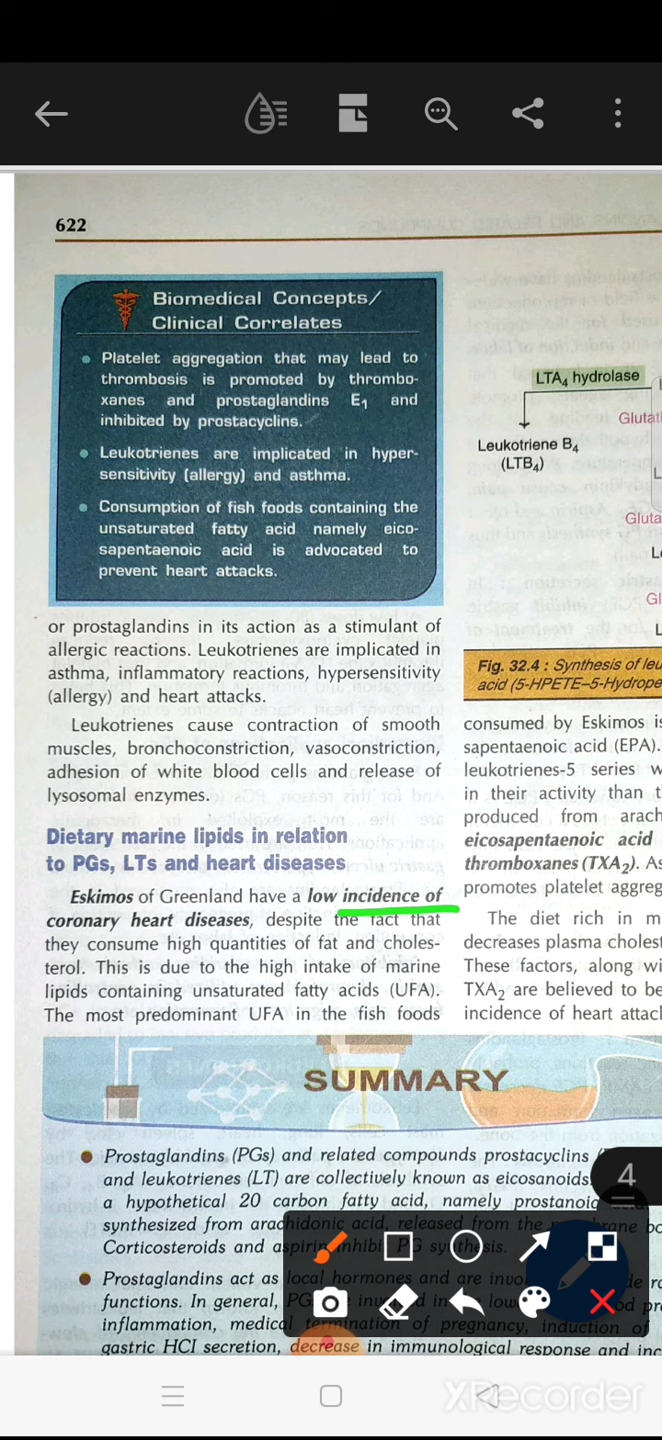 622
Biomedical Concepts/
Clinical Correlates
Platelet aggregation that may lead to
thrombosis is promoted by thrombo-
xanes and prostaglandins E1 and
inhibited by prostacyclins.
Leukotrienes are implicated in hyper-
sensitivity (allergy) and asthma.
Consumption of fish foods containing the
unsaturated fatty acid namely eico-
sapentaenoic acid is advocated to
prevent heart attacks.
or prostaglandins in its action as a stimulant of
allergic reactions. Leukotrienes are implicated in
asthma, inflammatory reactions, hypersensitivity
(allergy) and heart attacks.
Leukotrienes cause contraction of smooth
muscles, bronchoconstriction, vasoconstriction,
adhesion of white blood cells and release of
lysosomal enzymes.
Dietary marine lipids in relation
to PGs, LTs and heart diseases
Eskimos of Greenland have a low incidence of
coronary heart diseases, despite the fact that
they consume high quantities of fat and choles-
terol. This is due to the high intake of marine
lipids containing unsaturated fatty acids (UFA).
The most predominant UFA in the fish foods
LTA4 hydrolase
Leukotriene B4
(LTB4)
Fig. 32.4 : Synthesis of leu
acid (5-HPETE–5-Hydrope
consumed by Eskimos is
sapentaenoic acid (EPA).
leukotrienes-5 series w
in their activity than t
produced from arach
eicosapentaenoic acid
thromboxanes (TXA2). As
promotes platelet aggreg
The diet rich in m
decreases plasma cholest
These factors, along wi
TXA2 are believed to be
incidence of heart attack
SUMMARY
Prostaglandins (PGs) and related compounds prostacyclins
and leukotrienes (LT) are collectively known as eicosanoids.
a hypothetical 20 carbon fatty acid, namely prostanoic
synthesized from arachidonic acid, released from the
Corticosteroids and aspirin inhibit PG synthesis.
Prostaglandins act as local hormones and are
functions. In general,
inflammation, medical termination of pregnancy, induction of
gastric HCl secretion, decrease in immunological response and inc
4
XRecorder